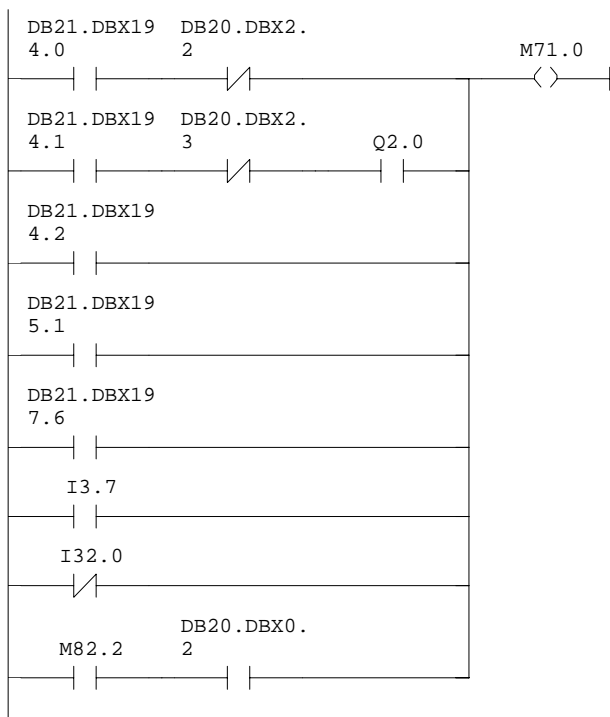 DB21.DBX19 DB20.DBX2.
4.0 2 M71.0
DB21.DBX19 DB20.DBX2.
4.1 3 Q2.0
DB21.DBX19
4.2
DB21.DBX19
5.1
DB21.DBX19
7.6
I3.7
I32.0
DB20.DBX0.
M82.2 2